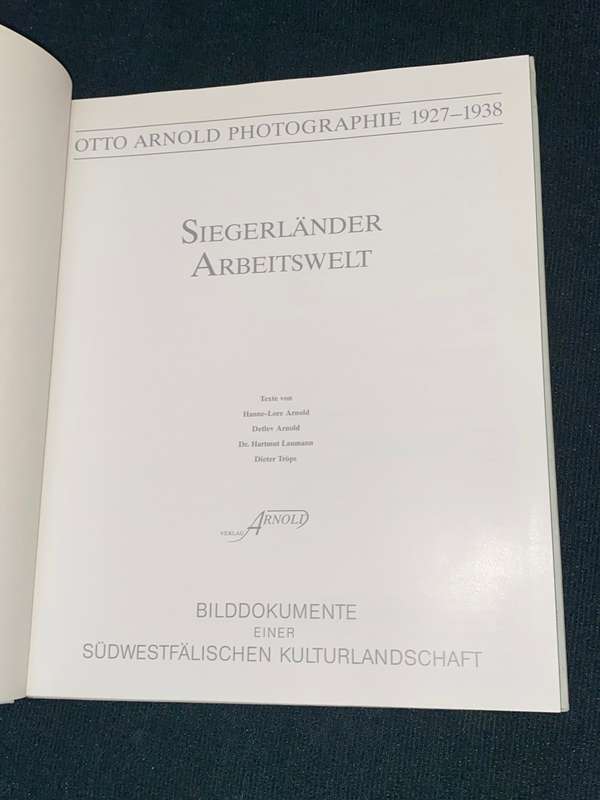 OTTO ARNOLD PHOTOGRAPHIE 1927–1938
SIEGERLÄNDER
ARBEITSWELT
Texte von
Hanne-Lore Arnold
Detlev Arnold
Dr. Hartmut Laumann
Dieter Tröps
VERLAG ARNOLD
BILDDOKUMENTE
EINER
SÜDWESTFÄLISCHEN KULTURLANDSCHAFT